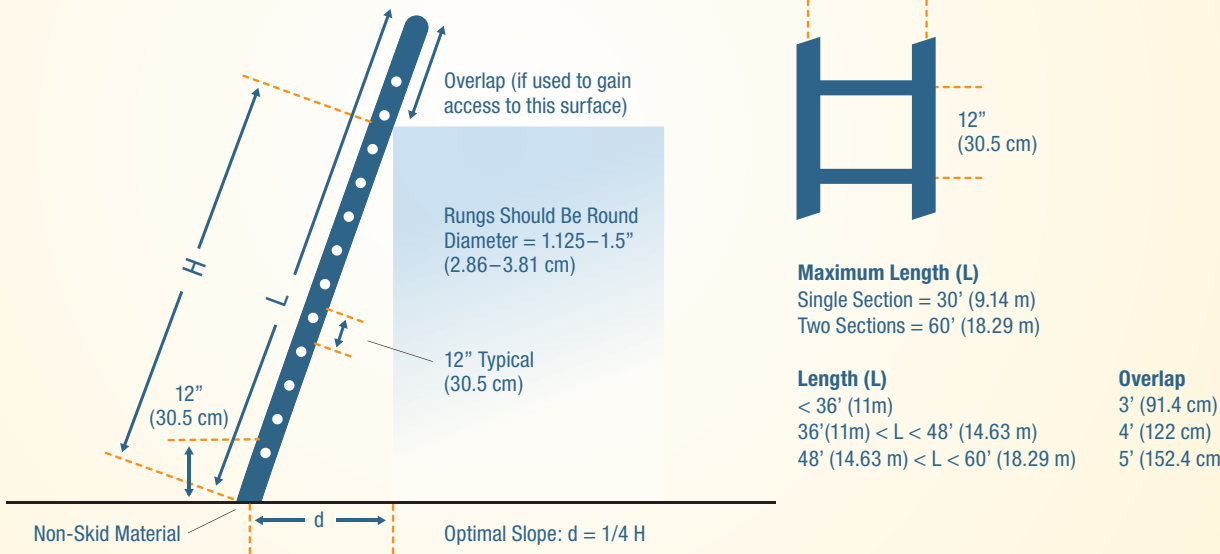 Overlap (if used to gain
access to this surface)
H
L
Rungs Should Be Round
Diameter = 1.125–1.5”
(2.86–3.81 cm)
12” Typical
(30.5 cm)
12”
(30.5 cm)
Non-Skid Material
d
Optimal Slope: d = 1/4 H
12”
(30.5 cm)
Maximum Length (L)
Single Section = 30’ (9.14 m)
Two Sections = 60’ (18.29 m)
Length (L) Overlap
< 36’ (11m) 3’ (91.4 cm)
36’(11m) < L < 48’ (14.63 m) 4’ (122 cm)
48’ (14.63 m) < L < 60’ (18.29 m) 5’ (152.4 cm